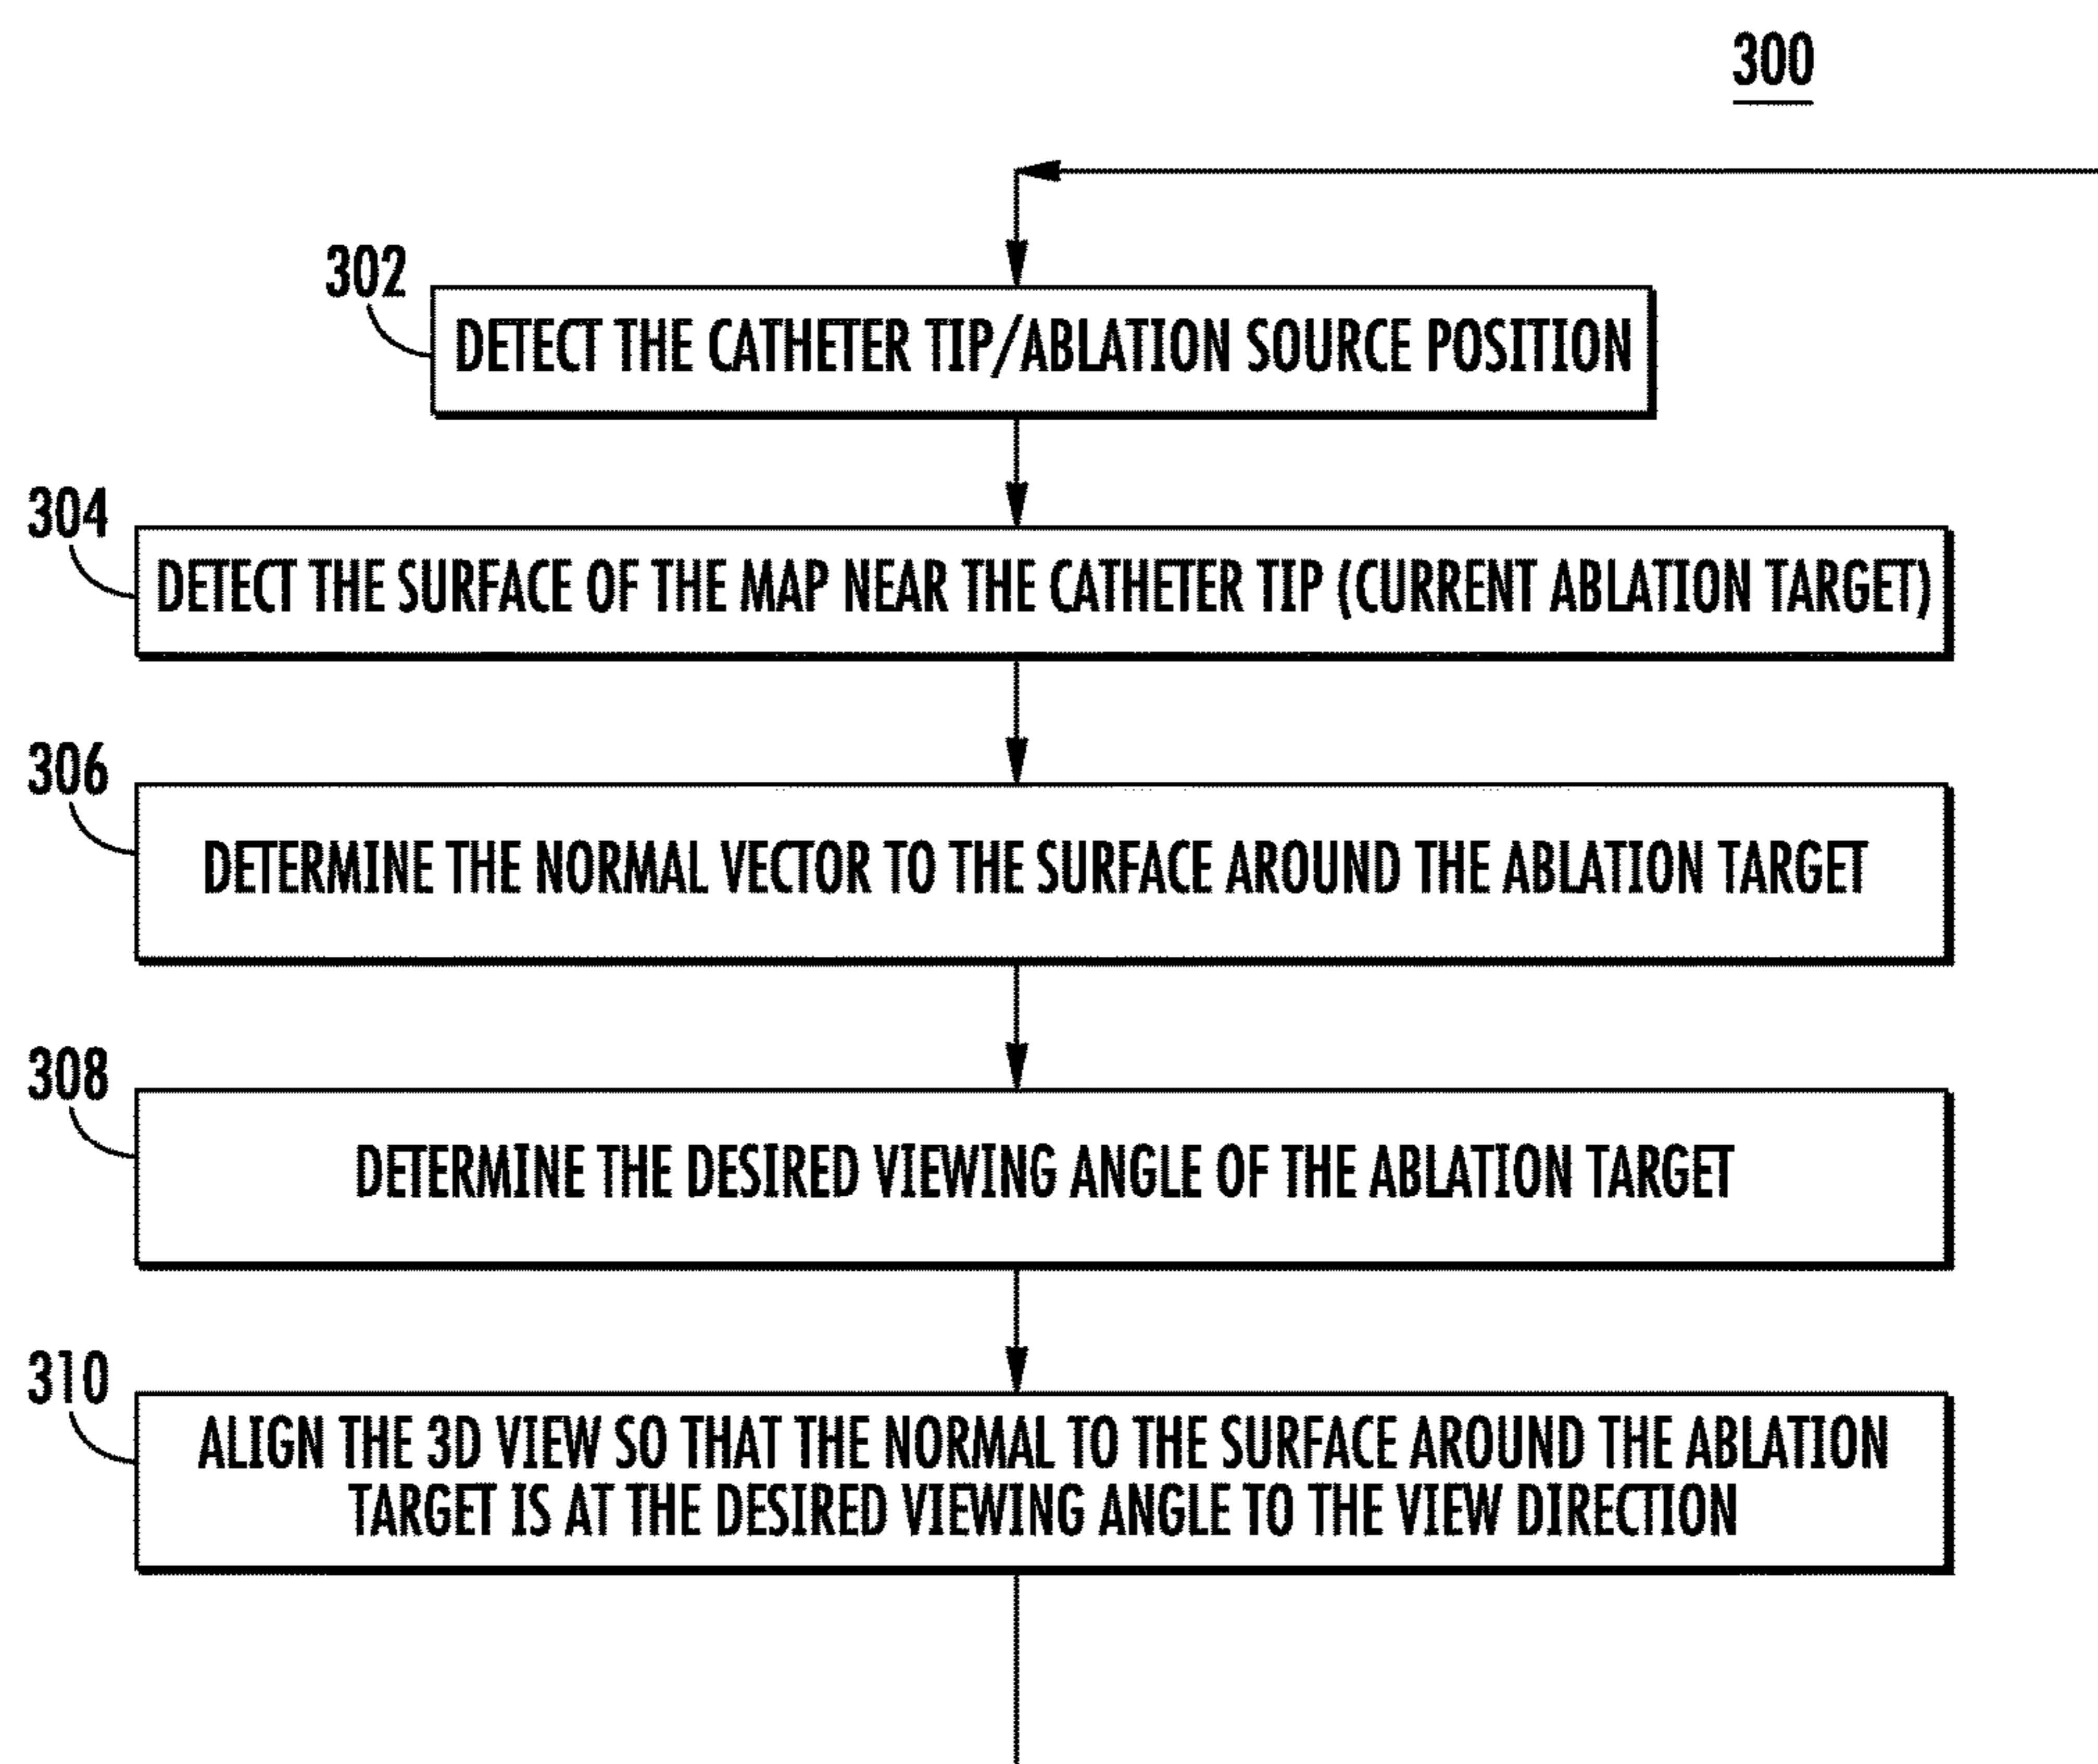 300
302
DETECT THE CATHETER TIP/ABLATION SOURCE POSITION
304
DETECT THE SURFACE OF THE MAP NEAR THE CATHETER TIP (CURRENT ABLATION TARGET)
306
DETERMINE THE NORMAL VECTOR TO THE SURFACE AROUND THE ABLATION TARGET
308
DETERMINE THE DESIRED VIEWING ANGLE OF THE ABLATION TARGET
310
ALIGN THE 3D VIEW SO THAT THE NORMAL TO THE SURFACE AROUND THE ABLATION
TARGET IS AT THE DESIRED VIEWING ANGLE TO THE VIEW DIRECTION